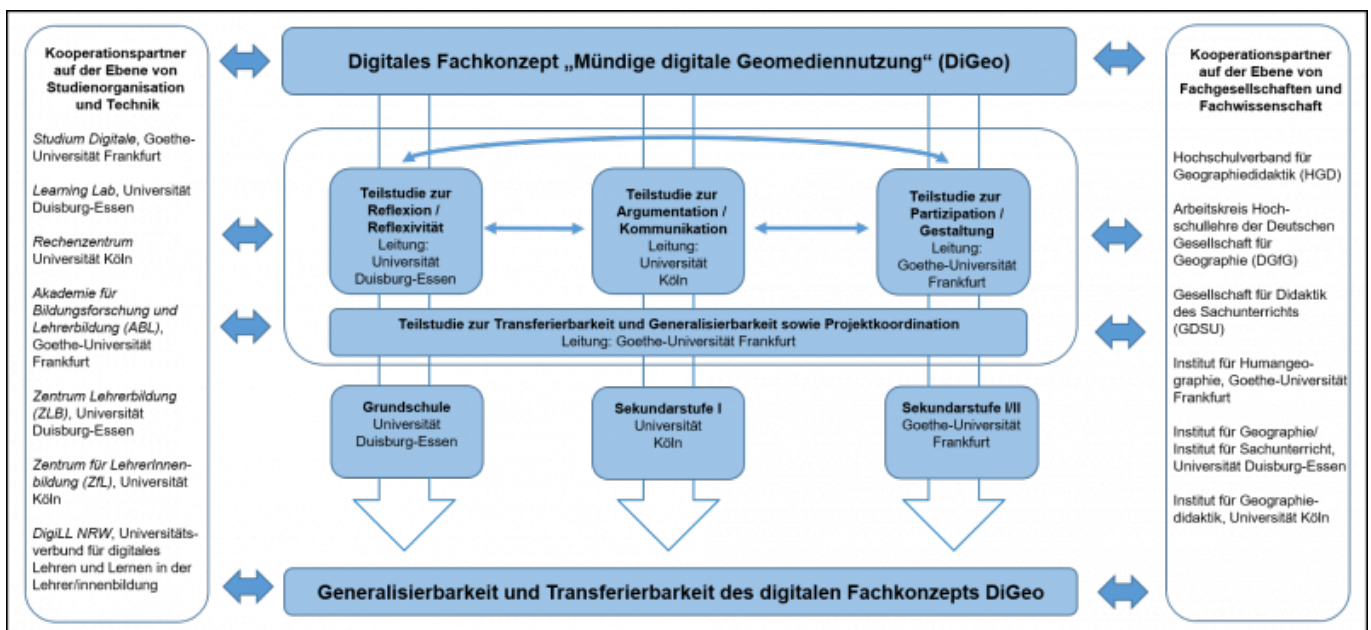 Kooperationspartner
auf der Ebene von
Studienorganisation
und Technik
Studium Digitale, Goethe-
Universität Frankfurt
Learning Lab, Universität
Duisburg-Essen
Rechenzentrum
Universität Köln
Akademie für
Bildungsforschung und
Lehrerbildung (ABL),
Goethe-Universität
Frankfurt
Zentrum Lehrerbildung
(ZLB), Universität
Duisburg-Essen
Zentrum für LehrerInnen-
bildung (ZfL), Universität
Köln
DigiLL NRW, Universitäts-
verbund für digitales
Lehren und Lernen in der
Lehrer/innenbildung
Digitales Fachkonzept „Mündige digitale Geomediennutzung“ (DiGeo)
Teilstudie zur
Reflexion /
Reflexivität
Leitung:
Universität
Duisburg-Essen
Teilstudie zur
Argumentation /
Kommunikation
Leitung:
Universität
Köln
Teilstudie zur
Partizipation /
Gestaltung
Leitung:
Goethe-Universität
Frankfurt
Teilstudie zur Transferierbarkeit und Generalisierbarkeit sowie Projektkoordination
Leitung: Goethe-Universität Frankfurt
Grundschule
Universität
Duisburg-Essen
Sekundarstufe I
Universität
Köln
Sekundarstufe I/II
Goethe-Universität
Frankfurt
Generalisierbarkeit und Transferierbarkeit des digitalen Fachkonzepts DiGeo
Kooperationspartner
auf der Ebene von
Fachgesellschaften und
Fachwissenschaft
Hochschulverband für
Geographiedidaktik (HGD)
Arbeitskreis Hoch-
schullehre der Deutschen
Gesellschaft für
Geographie (DGfG)
Gesellschaft für Didaktik
des Sachunterrichts
(GDSU)
Institut für Humangeo-
graphie, Goethe-Universität
Frankfurt
Institut für Geographie/
Institut für Sachunterricht,
Universität Duisburg-Essen
Institut für Geographie-
didaktik, Universität Köln